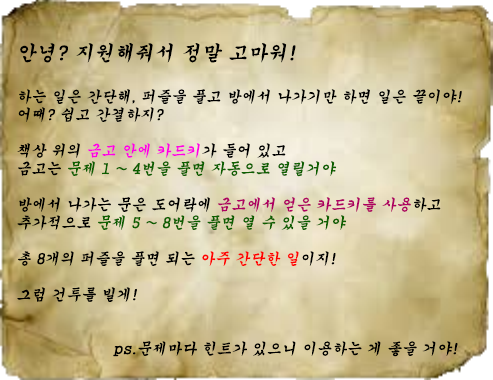 안녕? 지원해줘서 정말 고마워!
하는 일은 간단해, 퍼즐을 풀고 방에서 나가기만 하면 일은 끝이야!
어때? 쉽고 간결하지?
책상 위의 금고 안에 카드키가 들어 있고
금고는 문제 1 ~ 4번을 풀면 자동으로 열릴거야
방에서 나가는 문은 도어락에 금고에서 얻은 카드키를 사용하고
추가적으로 문제 5 ~ 8번을 풀면 열 수 있을 거야
총 8개의 퍼즐을 풀면 되는 아주 간단한 일이지!
그럼 건투를 빌게!
ps.문제마다 힌트가 있으니 이용하는 게 좋을 거야!